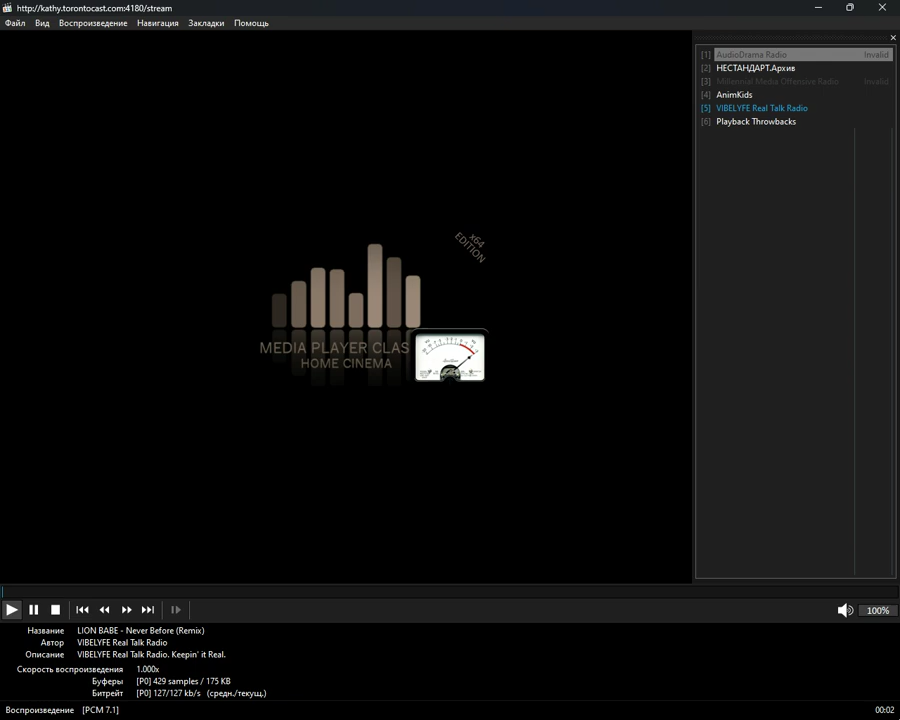 http://kathy.torontocast.com:4180/stream
Файл Вид Воспроизведение Навигация Закладки Помощь
[1] AudioDrama Radio Invalid
[2] НЕСТАНДАРТ.Архив
[3] Millennial Media Offensive Radio Invalid
[4] AnimKids
[5] VIBELYFE Real Talk Radio
[6] Playback Throwbacks
x64
EDITION
MEDIA PLAYER CLAS
HOME CINEMA
100%
Название LION BABE - Never Before (Remix)
Автор VIBELYFE Real Talk Radio
Описание VIBELYFE Real Talk Radio. Keepin' it Real.
Скорость воспроизведения 1.000x
Буферы [P0] 429 samples / 175 KB
Битрейт [P0] 127/127 kb/s (средн./текущ.)
Воспроизведение [PCM 7.1] 00:02